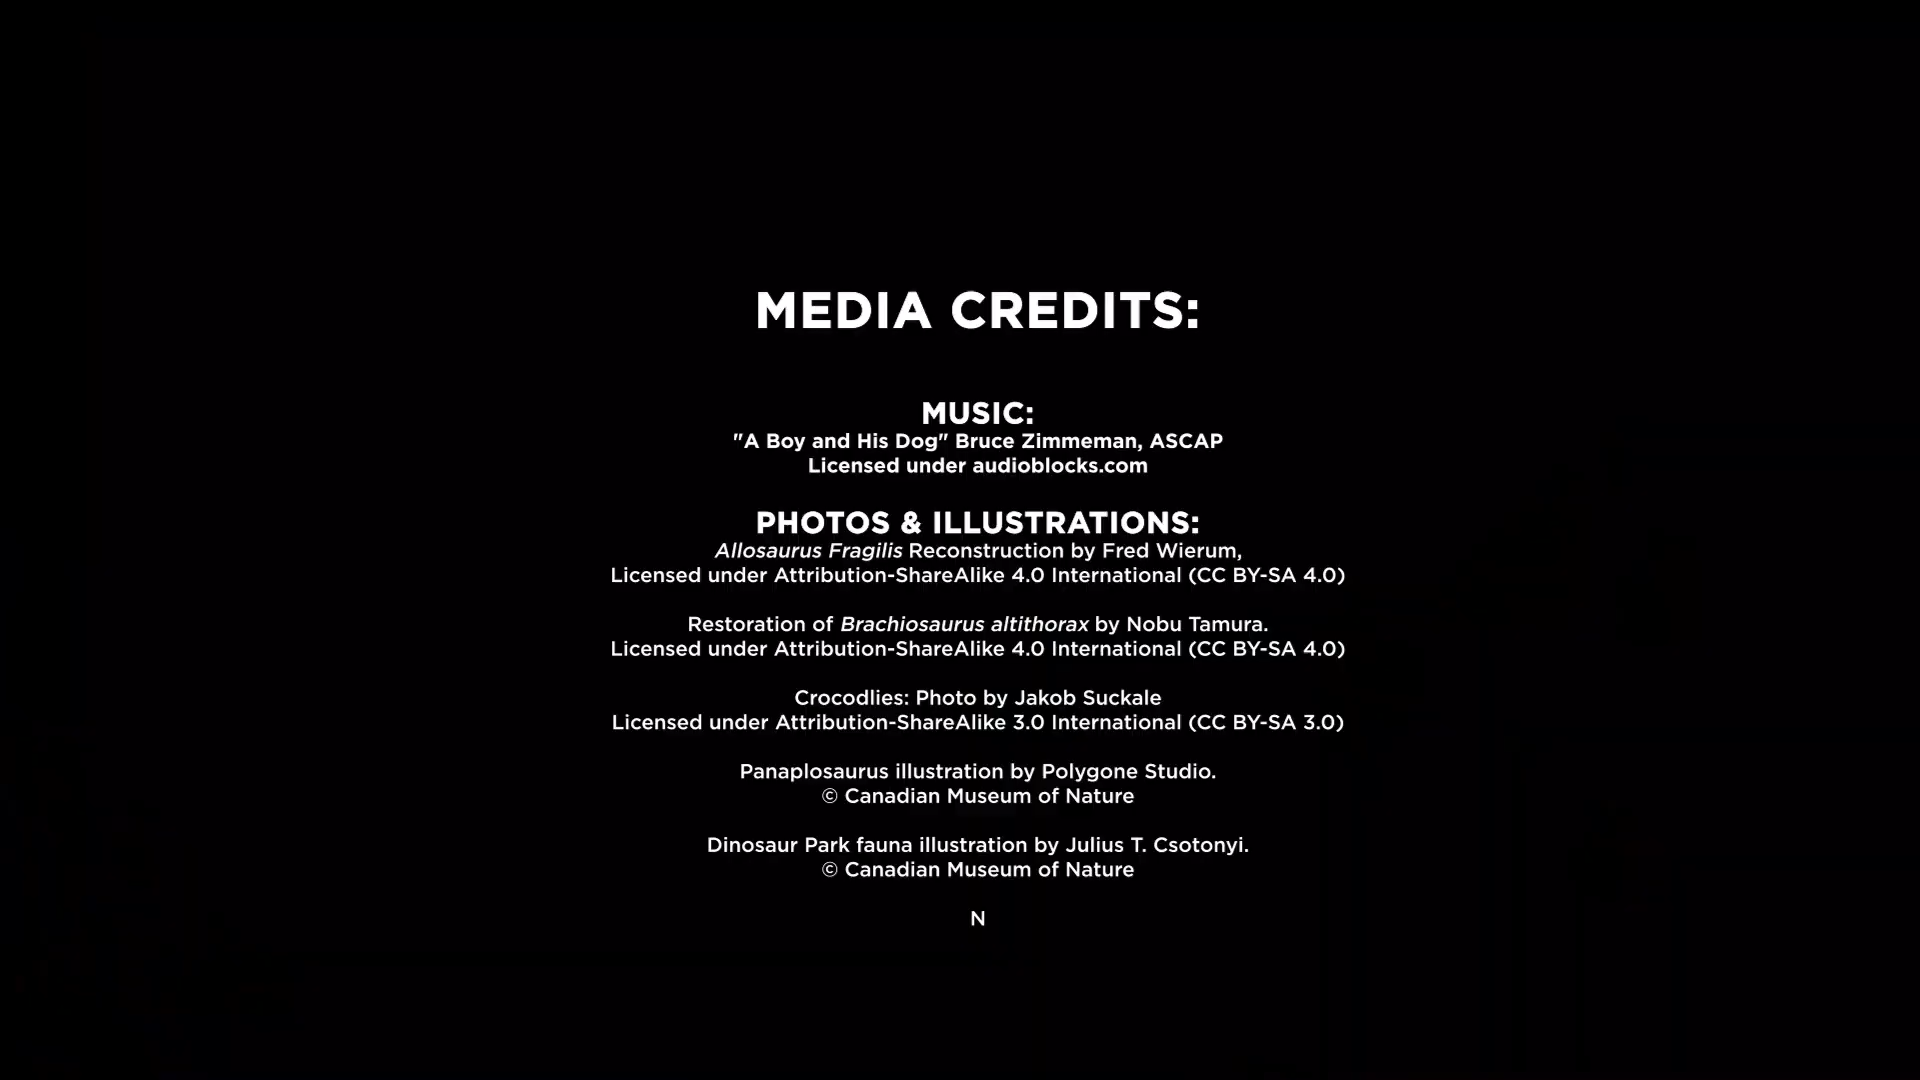 MEDIA CREDITS:
MUSIC:
"A Boy and His Dog" Bruce Zimmeman, ASCAP
Licensed under audioblocks.com
PHOTOS & ILLUSTRATIONS:
Allosaurus Fragilis Reconstruction by Fred Wierum,
Licensed under Attribution-ShareAlike 4.0 International (CC BY-SA 4.0)
Restoration of Brachiosaurus altithorax by Nobu Tamura.
Licensed under Attribution-ShareAlike 4.0 International (CC BY-SA 4.0)
Crocodlies: Photo by Jakob Suckale
Licensed under Attribution-ShareAlike 3.0 International (CC BY-SA 3.0)
Panaplosaurus illustration by Polygone Studio.
© Canadian Museum of Nature
Dinosaur Park fauna illustration by Julius T. Csotonyi.
© Canadian Museum of Nature
N